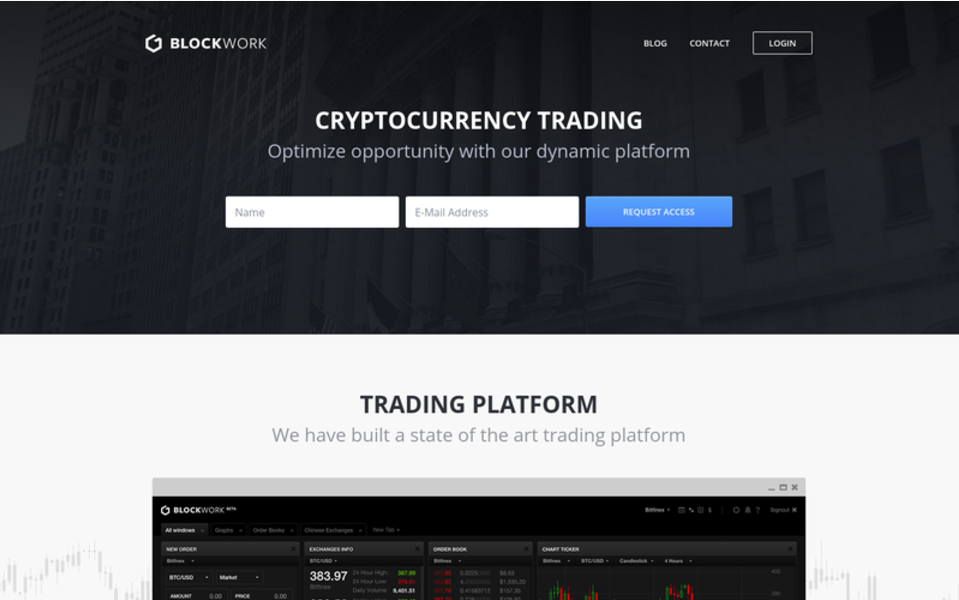 BLOCKWORK
BLOG
CONTACT
LOGIN
CRYPTOCURRENCY TRADING
Optimize opportunity with our dynamic platform
Name
E-Mail Address
REQUEST ACCESS
TRADING PLATFORM
We have built a state of the art trading platform
BLOCKWORK BETA
Bitfinex
$
?
Signout
All windows
Graphs
Order Books
Chinese Exchanges
New Tab +
NEW ORDER
Bitfinex
BTC/USD
Market
AMOUNT 0.00
PRICE 0.00
EXCHANGES INFO
BTC/USD
383.97
Bitfinex
24 Hour High: 387.99
24 Hour Low:
Daily Volume: 9,401.51
ORDER BOOK
Bitfinex
CHART TICKER
Bitfinex
BTC/USD
Candlestick
4 Hours
400
390